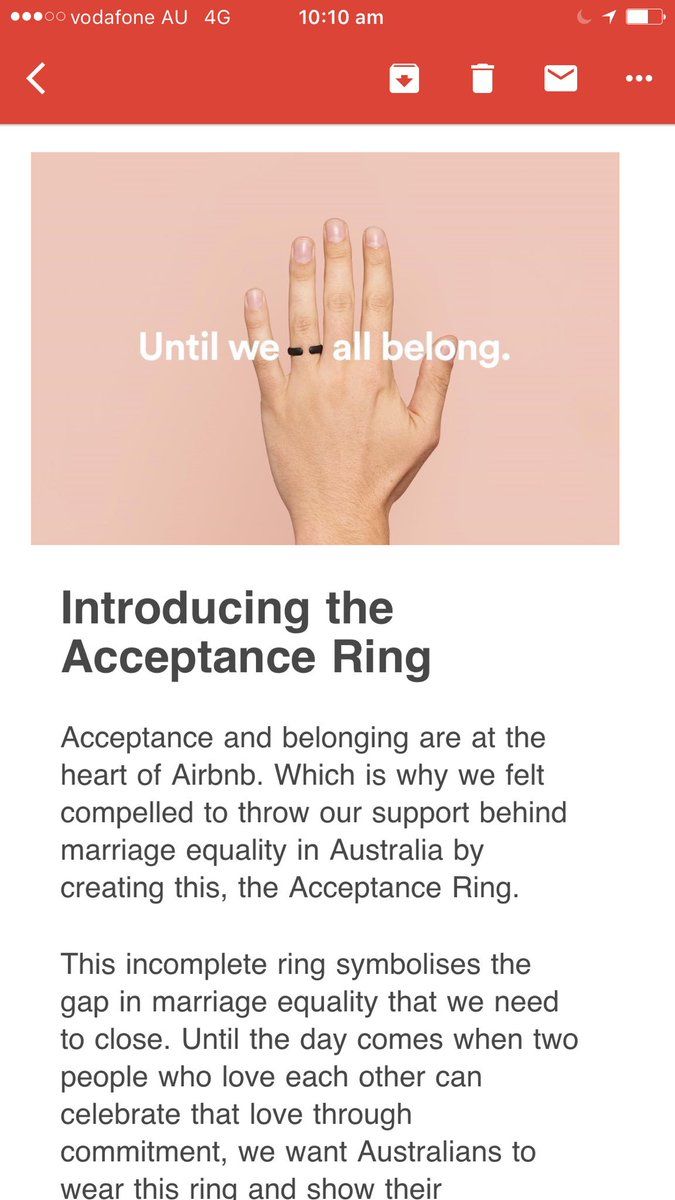 vodafone AU 4G 10:10 am
Until we all belong.
Introducing the
Acceptance Ring
Acceptance and belonging are at the
heart of Airbnb. Which is why we felt
compelled to throw our support behind
marriage equality in Australia by
creating this, the Acceptance Ring.
This incomplete ring symbolises the
gap in marriage equality that we need
to close. Until the day comes when two
people who love each other can
celebrate that love through
commitment, we want Australians to
wear this ring and show their